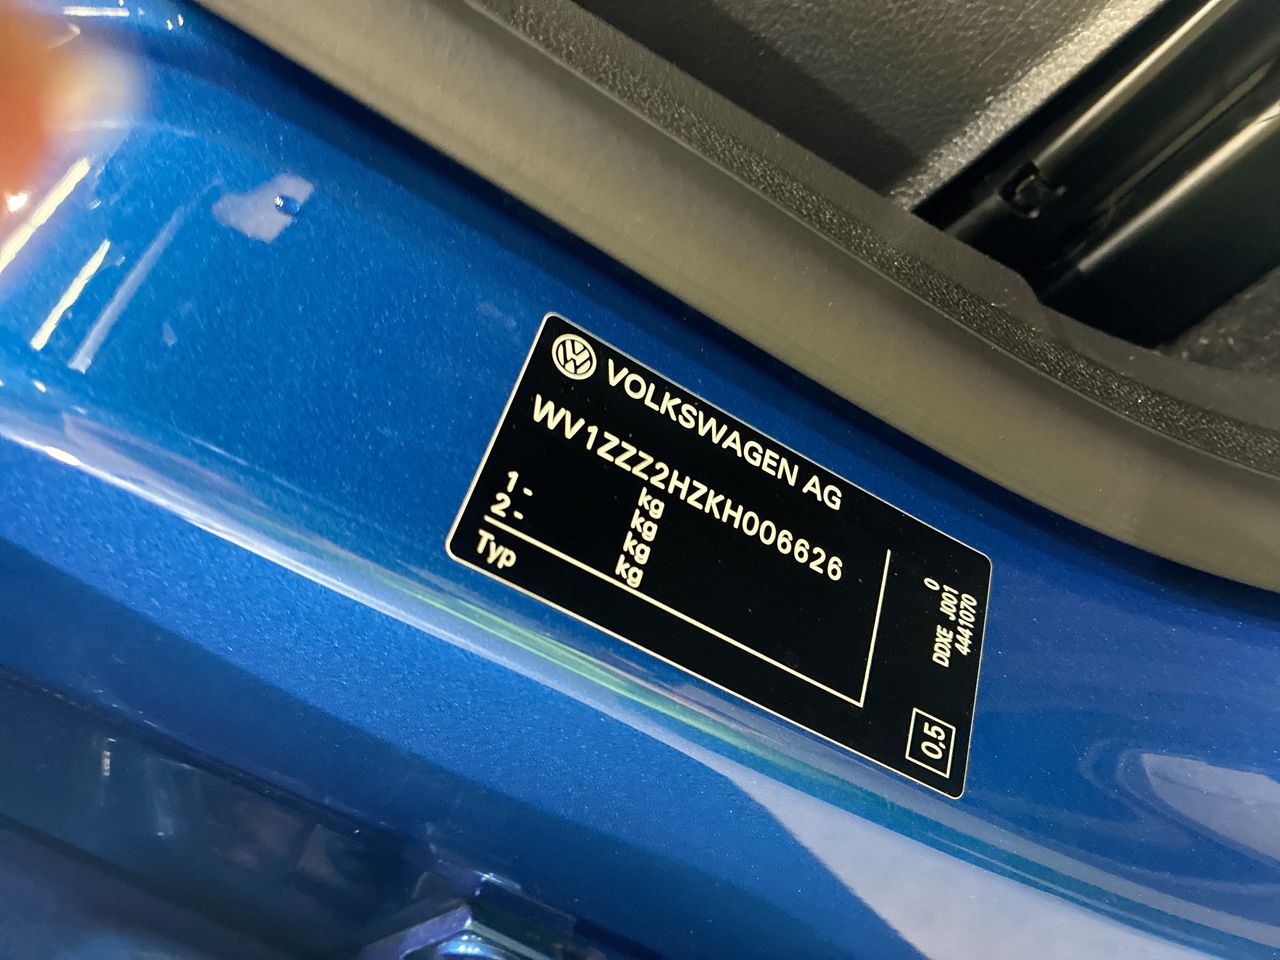 VOLKSWAGEN AG
WV1ZZZ2HZKH006626
kg
1- kg
2- kg
kg
Typ
0
DDXE J001
4441070
0,5